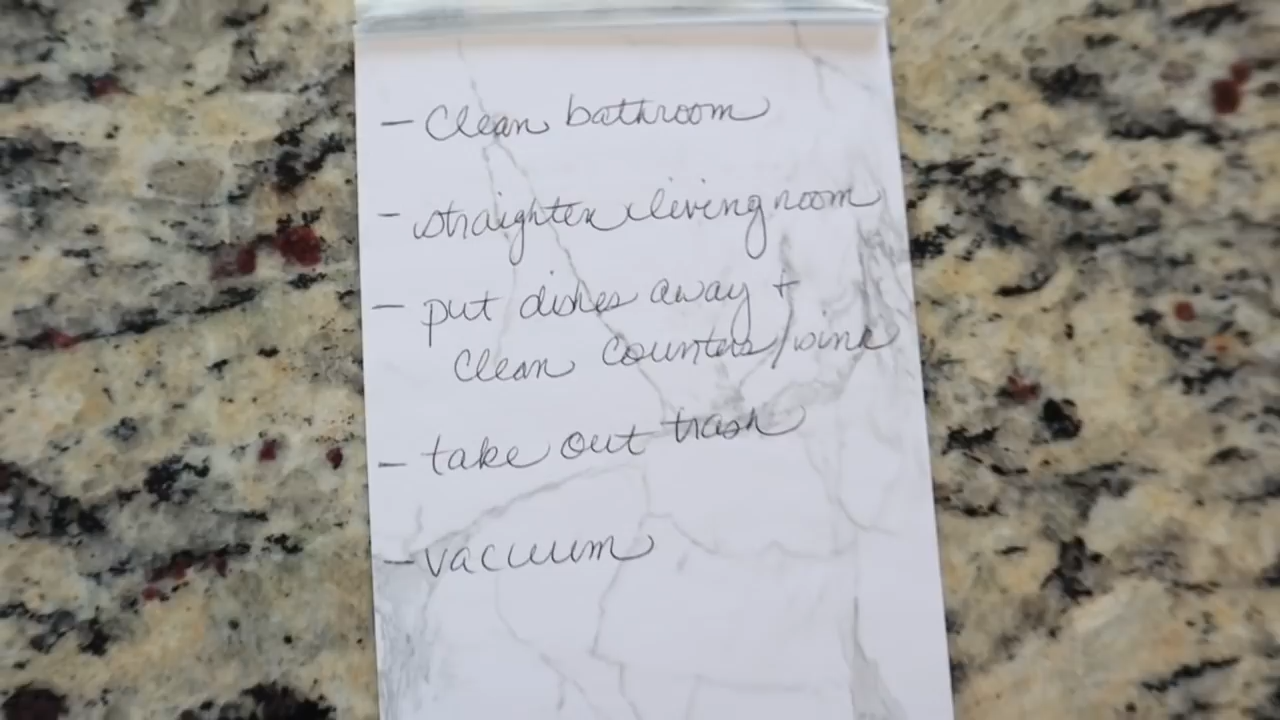 - Clean bathroom
- straighten living room
- put dishes away +
Clean Counters/sink
- take out trash
- vacuum